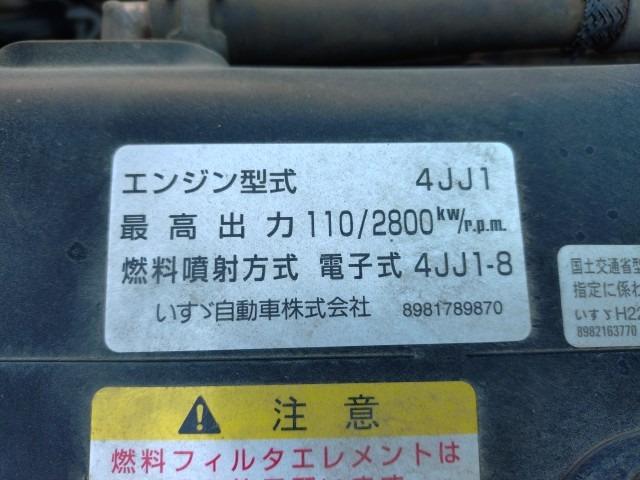 エンジン型式 4JJ1
最高出力 110/2800kw/r.p.m.
燃料噴射方式 電子式 4JJ1-8
いすゞ自動車株式会社 8981789870
国土交通省型
指定に係わ
いすゞH22
8982163770
注意
燃料フィルタエレメントは